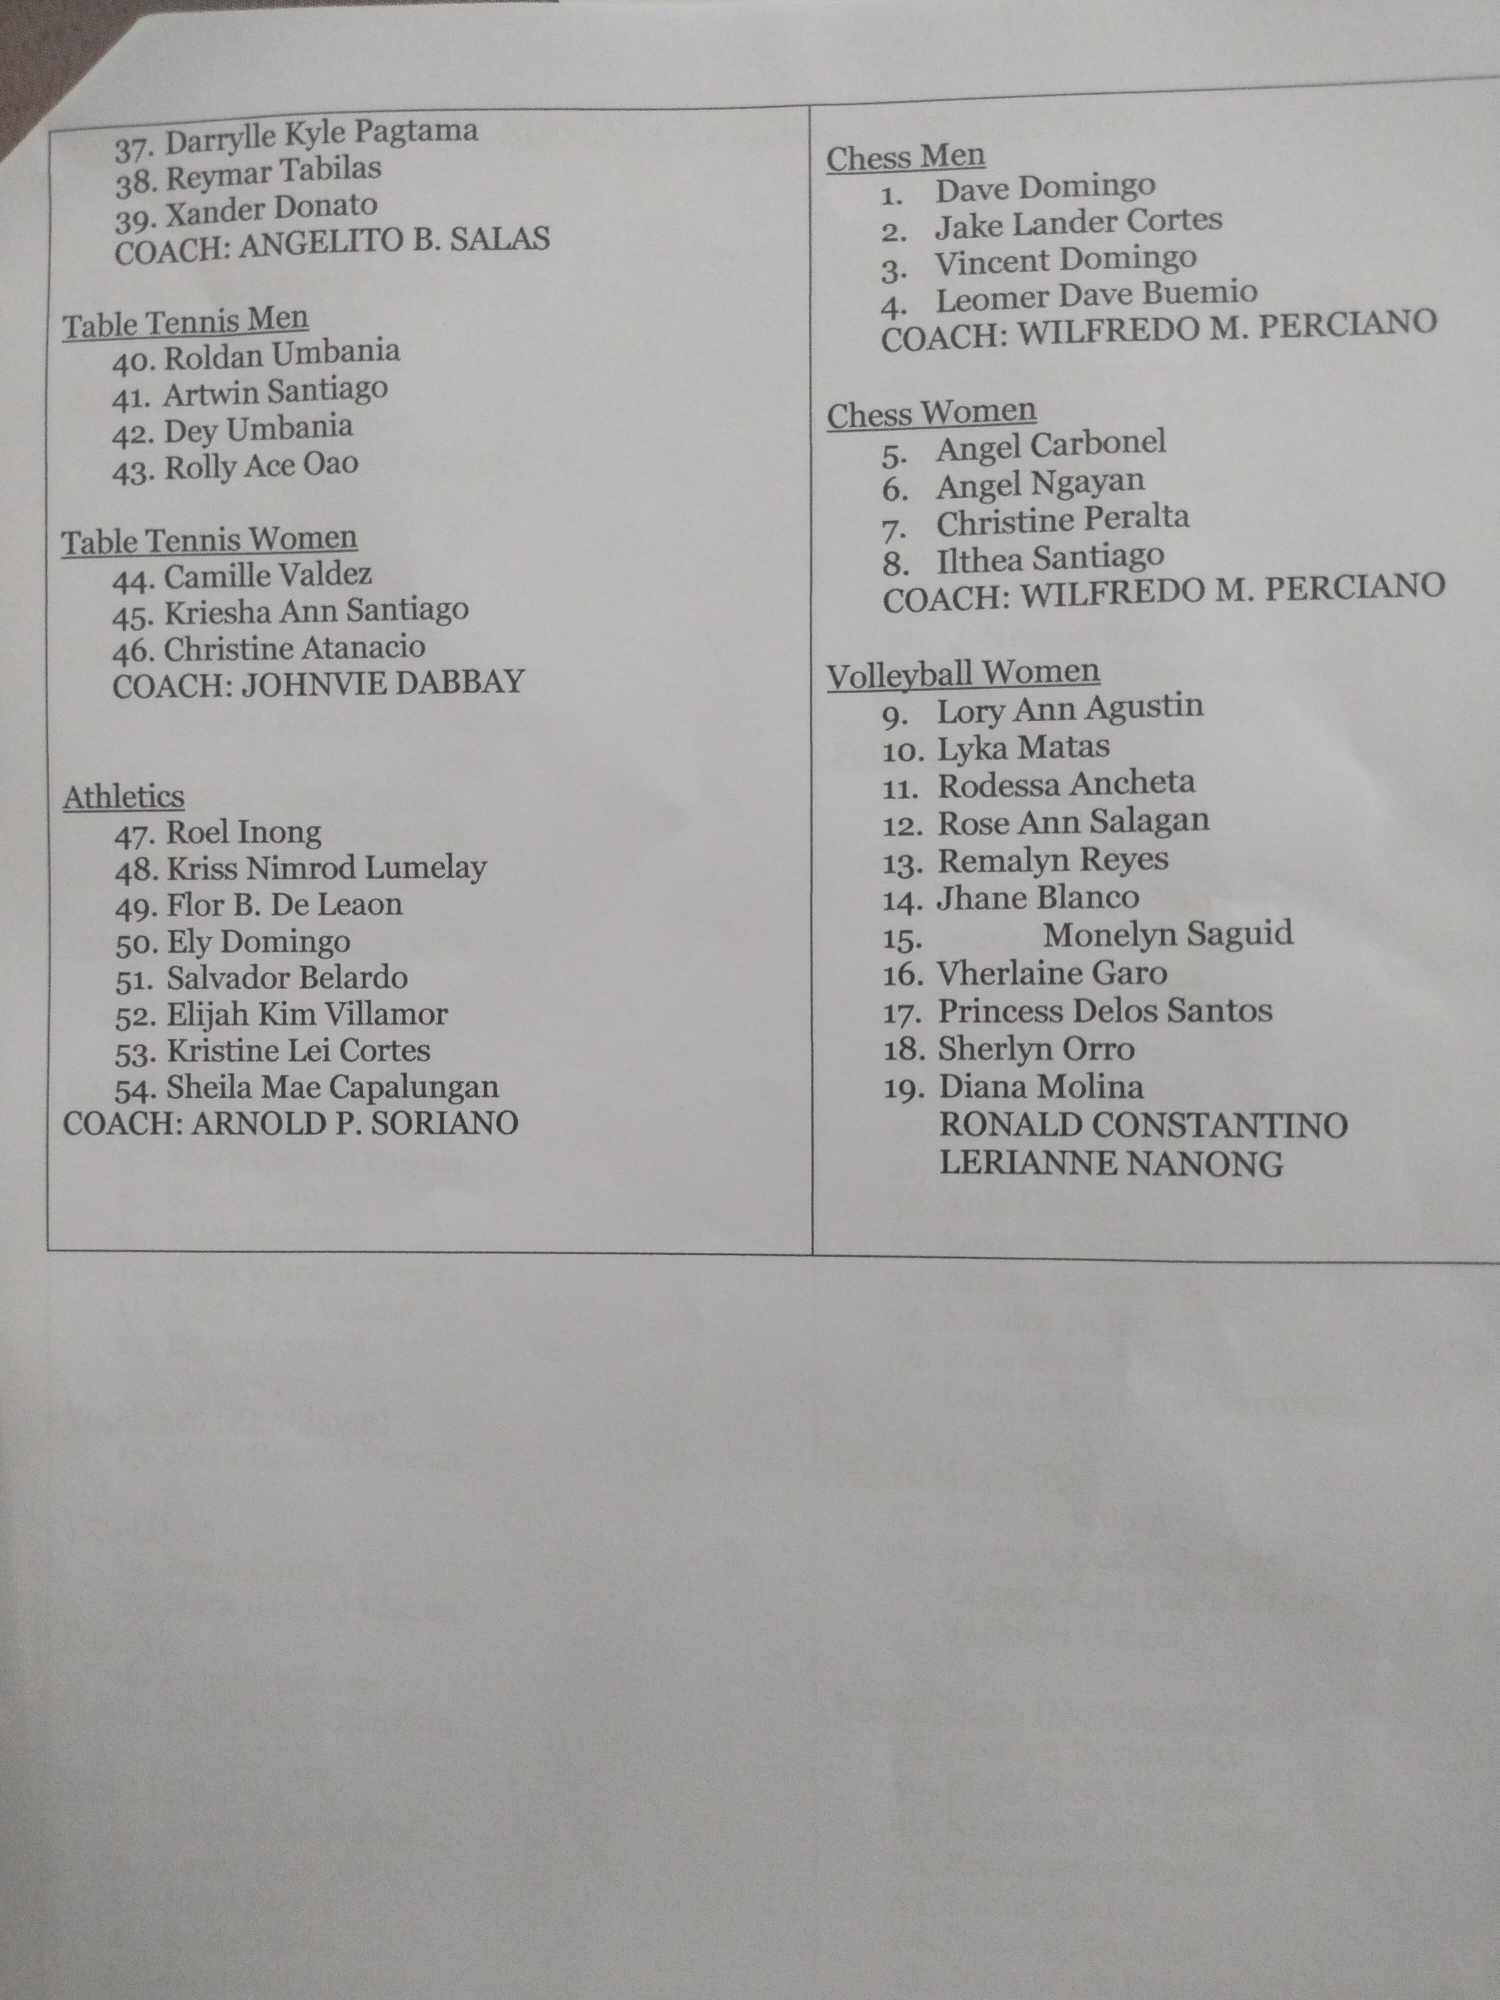 37. Darrylle Kyle Pagtama
38. Reymar Tabilas
39. Xander Donato
COACH: ANGELITO B. SALAS
Table Tennis Men
40. Roldan Umbania
41. Artwin Santiago
42. Dey Umbania
43. Rolly Ace Oao
Table Tennis Women
44. Camille Valdez
45. Kriesha Ann Santiago
46. Christine Atanacio
COACH: JOHNVIE DABBAY
Athletics
47. Roel Inong
48. Kriss Nimrod Lumelay
49. Flor B. De Leaon
50. Ely Domingo
51. Salvador Belardo
52. Elijah Kim Villamor
53. Kristine Lei Cortes
54. Sheila Mae Capalungan
COACH: ARNOLD P. SORIANO
Chess Men
1. Dave Domingo
2. Jake Lander Cortes
3. Vincent Domingo
4. Leomer Dave Buemio
COACH: WILFREDO M. PERCIANO
Chess Women
5. Angel Carbonel
6. Angel Ngayan
7. Christine Peralta
8. Ilthea Santiago
COACH: WILFREDO M. PERCIANO
Volleyball Women
9. Lory Ann Agustin
10. Lyka Matas
11. Rodessa Ancheta
12. Rose Ann Salagan
13. Remalyn Reyes
14. Jhane Blanco
15. Monelyn Saguid
16. Vherlaine Garo
17. Princess Delos Santos
18. Sherlyn Orro
19. Diana Molina
RONALD CONSTANTINO
LERIANNE NANONG